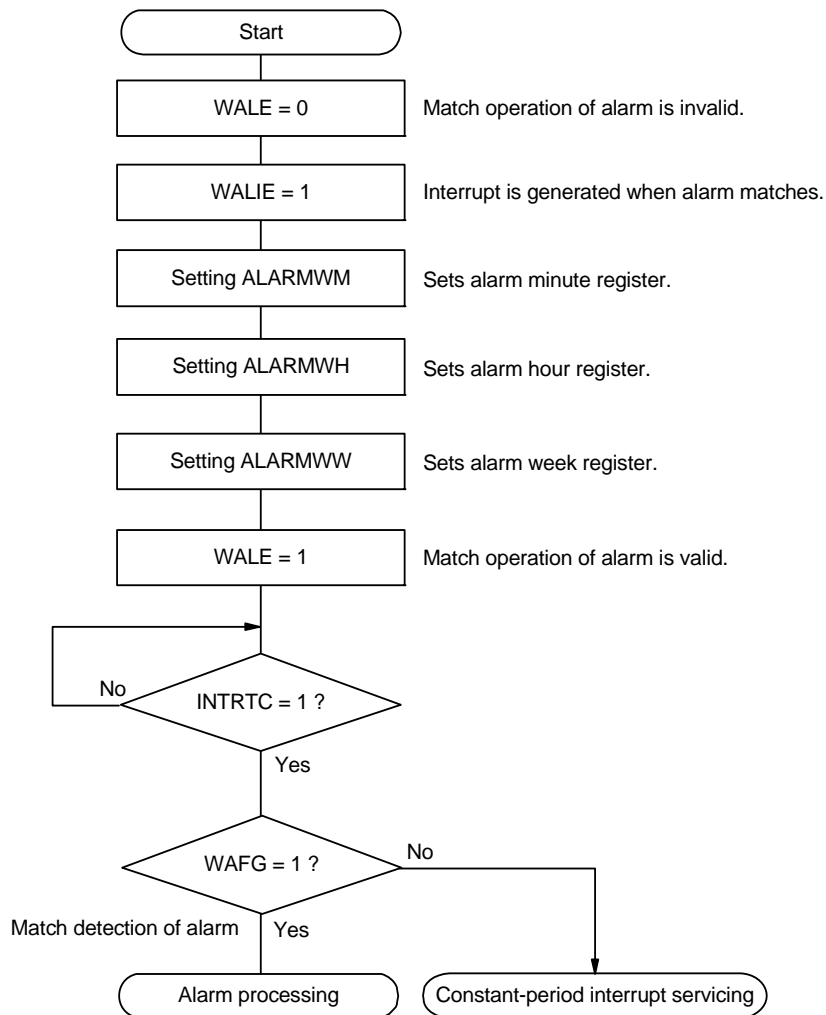 Start
WALE = 0
Match operation of alarm is invalid.
WALIE = 1
Interrupt is generated when alarm matches.
Setting ALARMWM
Sets alarm minute register.
Setting ALARMWH
Sets alarm hour register.
Setting ALARMWW
Sets alarm week register.
WALE = 1
Match operation of alarm is valid.
No
INTRTC = 1 ?
Yes
WAFG = 1 ?
No
Match detection of alarm
Yes
Alarm processing
Constant-period interrupt servicing